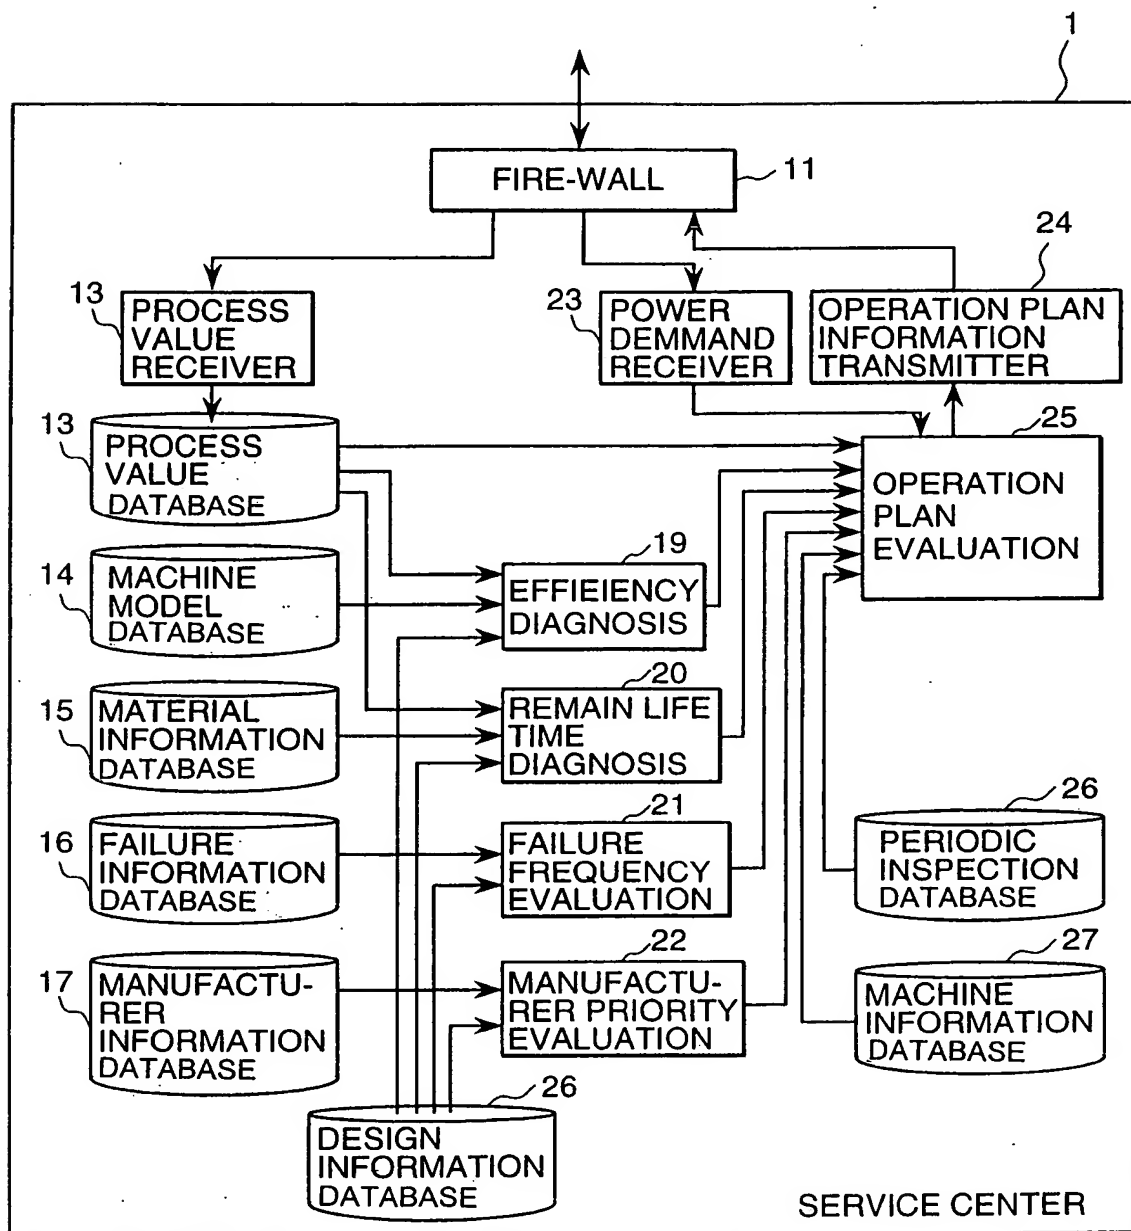 1
FIRE-WALL
11
24
13
PROCESS
VALUE
RECEIVER
23
POWER
DEMMAND
RECEIVER
OPERATION PLAN
INFORMATION
TRANSMITTER
13
PROCESS
VALUE
DATABASE
25
OPERATION
PLAN
EVALUATION
14
MACHINE
MODEL
DATABASE
19
EFFIEIENCY
DIAGNOSIS
15
MATERIAL
INFORMATION
DATABASE
20
REMAIN LIFE
TIME
DIAGNOSIS
16
FAILURE
INFORMATION
DATABASE
21
FAILURE
FREQUENCY
EVALUATION
26
PERIODIC
INSPECTION
DATABASE
17
MANUFACTU-
RER
INFORMATION
DATABASE
22
MANUFACTU-
RER PRIORITY
EVALUATION
27
MACHINE
INFORMATION
DATABASE
26
DESIGN
INFORMATION
DATABASE
SERVICE CENTER